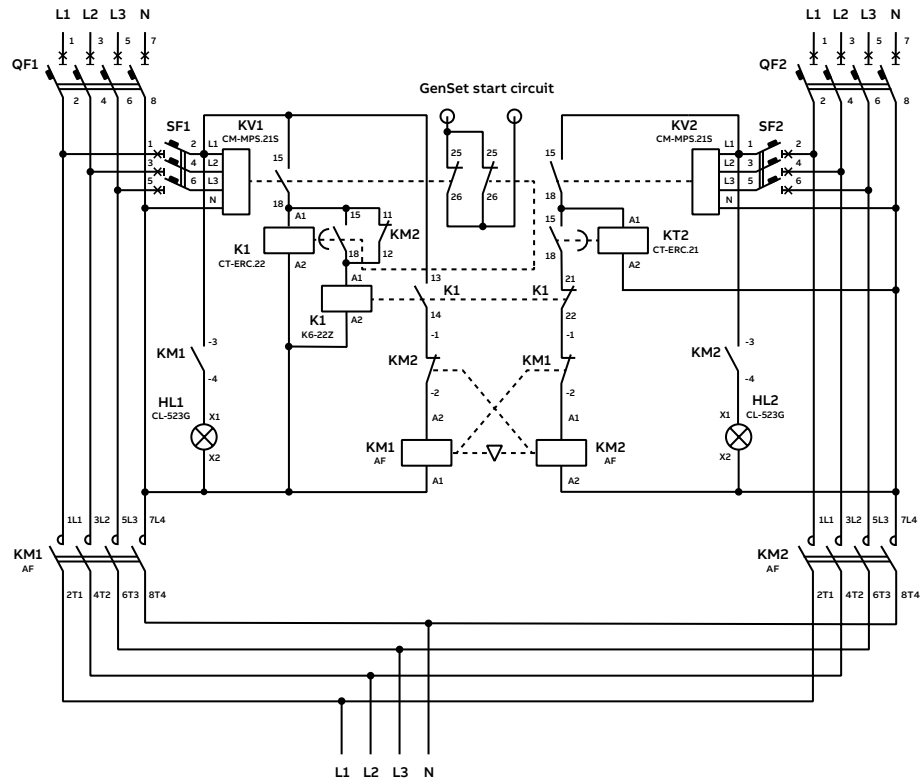 L1 L2 L3 N
L1 L2 L3 N
1 3 5 7
1 3 5 7
QF1
QF2
2 4 6 8
2 4 6 8
GenSet start circuit
SF1
KV1
CM-MPS.21S
KV2
CM-MPS.21S
SF2
1 2 L1
3 4 L2
5 6 L3
N
15
18
25 25
26 26
15
18
L1 1 2
L2 3 4
L3 5 6
N
A1
K1
CT-ERC.22
A2
15
18
11
KM2
12
15
18
A1
KT2
CT-ERC.21
A2
A1
K1
K6-22Z
A2
13
K1
14
21
K1
22
-1
KM2
-2
-1
KM1
-2
-3
KM1
-4
-3
KM2
-4
HL1
CL-523G
X1
X2
HL2
CL-523G
X1
X2
A2
KM1
AF
A1
A1
KM2
AF
A2
1L1 3L2 5L3 7L4
1L1 3L2 5L3 7L4
KM1
AF
KM2
AF
2T1 4T2 6T3 8T4
2T1 4T2 6T3 8T4
L1 L2 L3 N